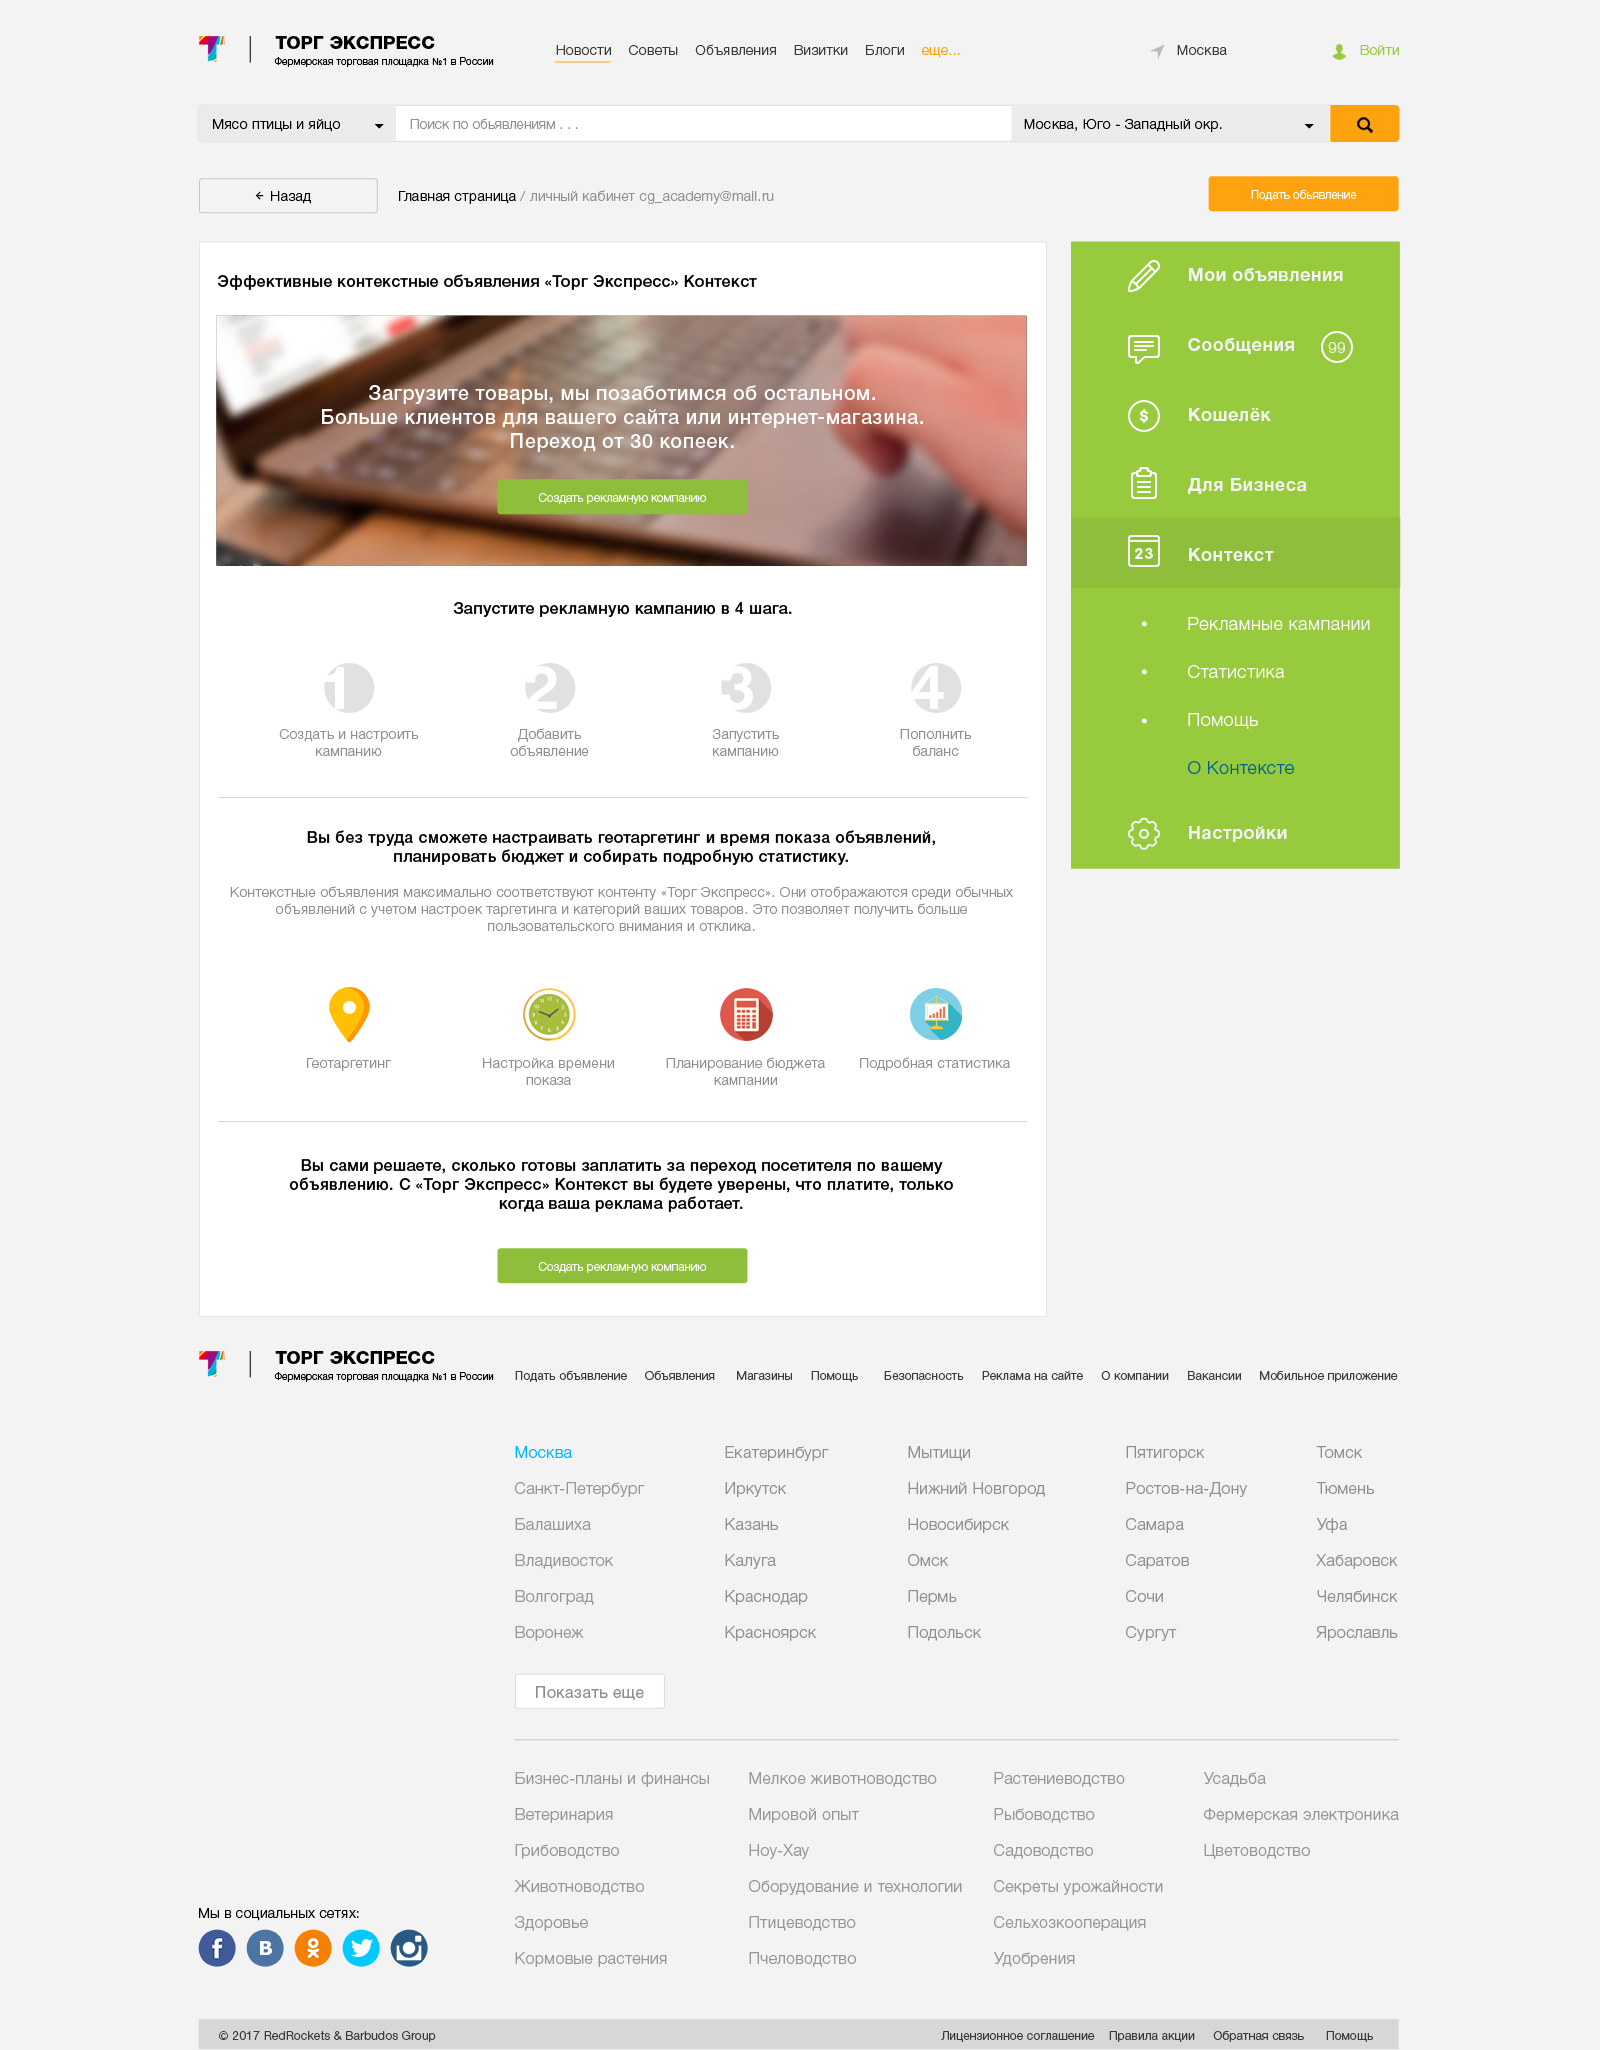 ТОРГ ЭКСПРЕСС
Фермерская торговая площадка №1 в России
Новости Советы Объявления Визитки Блоги еще...
Москва
Войти
Мясо птицы и яйцо
Поиск по обьявлениям . . .
Москва, Юго - Западный окр.
Назад
Главная страница / личный кабинет cg_academy@mail.ru
Подать обьявление
Эффективные контекстные объявления «Торг Экспресс» Контекст
Загрузите товары, мы позаботимся об остальном.
Больше клиентов для вашего сайта или интернет-магазина.
Переход от 30 копеек.
Создать рекламную компанию
Запустите рекламную кампанию в 4 шага.
1 2 3 4
Создать и настроить
кампанию
Добавить
объявление
Запустить
кампанию
Пополнить
баланс
Вы без труда сможете настраивать геотаргетинг и время показа объявлений,
планировать бюджет и собирать подробную статистику.
Контекстные объявления максимально соответствуют контенту «Торг Экспресс». Они отображаются среди обычных
объявлений с учетом настроек таргетинга и категорий ваших товаров. Это позволяет получить больше
пользовательского внимания и отклика.
Геотаргетинг
Настройка времени
показа
Планирование бюджета
кампании
Подробная статистика
Вы сами решаете, сколько готовы заплатить за переход посетителя по вашему
объявлению. С «Торг Экспресс» Контекст вы будете уверены, что платите, только
когда ваша реклама работает.
Создать рекламную компанию
Мои объявления
Сообщения 99
$ Кошелёк
Для Бизнеса
23 Контекст
• Рекламные кампании
• Статистика
• Помощь
О Контексте
Настройки
ТОРГ ЭКСПРЕСС
Фермерская торговая площадка №1 в России
Подать объявление Объявления Магазины Помощь Безопасность Реклама на сайте О компании Вакансии Мобильное приложение
Москва Екатеринбург Мытищи Пятигорск Томск
Санкт-Петербург Иркутск Нижний Новгород Ростов-на-Дону Тюмень
Балашиха Казань Новосибирск Самара Уфа
Владивосток Калуга Омск Саратов Хабаровск
Волгоград Краснодар Пермь Сочи Челябинск
Воронеж Красноярск Подольск Сургут Ярославль
Показать еще
Бизнес-планы и финансы Мелкое животноводство Растениеводство Усадьба
Ветеринария Мировой опыт Рыбоводство Фермерская электроника
Грибоводство Ноу-Хау Садоводство Цветоводство
Животноводство Оборудование и технологии Секреты урожайности
Здоровье Птицеводство Сельхозкооперация
Кормовые растения Пчеловодство Удобрения
Мы в социальных сетях:
© 2017 RedRockets & Barbudos Group
Лицензионное соглашение Правила акции Обратная связь Помощь